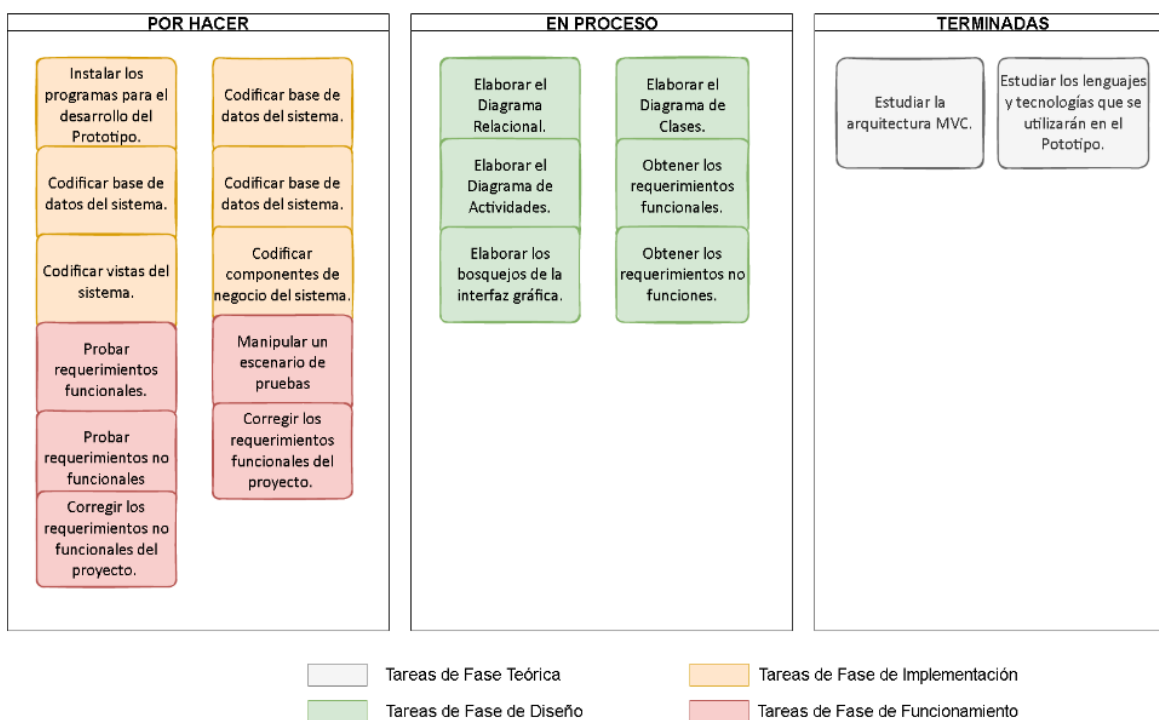 POR HACER
Instalar los
programas para el
desarrollo del
Prototipo.
Codificar base de
datos del sistema.
Codificar base de
datos del sistema.
Codificar base de
datos del sistema.
Codificar vistas del
sistema.
Codificar
componentes de
negocio del sistema.
Probar
requerimientos
funcionales.
Manipular un
escenario de
pruebas
Probar
requerimientos no
funcionales
Corregir los
requerimientos
funcionales del
proyecto.
Corregir los
requerimientos no
funcionales del
proyecto.
EN PROCESO
Elaborar el
Diagrama
Relacional.
Elaborar el
Diagrama de
Clases.
Elaborar el
Diagrama de
Actividades.
Obtener los
requerimientos
funcionales.
Elaborar los
bosquejos de la
interfaz gráfica.
Obtener los
requerimientos no
funciones.
TERMINADAS
Estudiar la
arquitectura MVC.
Estudiar los lenguajes
y tecnologías que se
utilizarán en el
Pototipo.
Tareas de Fase Teórica
Tareas de Fase de Implementación
Tareas de Fase de Diseño
Tareas de Fase de Funcionamiento